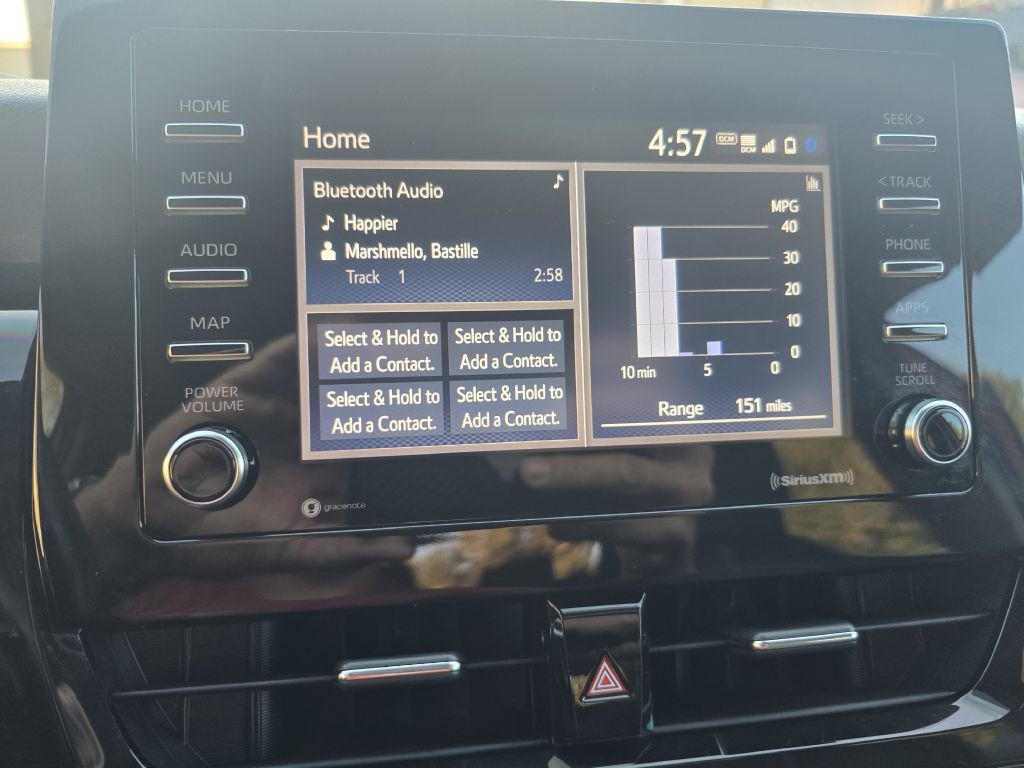 HOME
MENU
AUDIO
MAP
POWER
VOLUME
Home
4:57
DCM
DCM
Bluetooth Audio
Happier
Marshmello, Bastille
Track 1 2:58
Select & Hold to
Add a Contact.
Select & Hold to
Add a Contact.
Select & Hold to
Add a Contact.
Select & Hold to
Add a Contact.
MPG
40
30
20
10
0
10 min 5 0
Range 151 miles
SEEK >
< TRACK
PHONE
APPS
TUNE
SCROLL
gracenote
((SiriusXM))